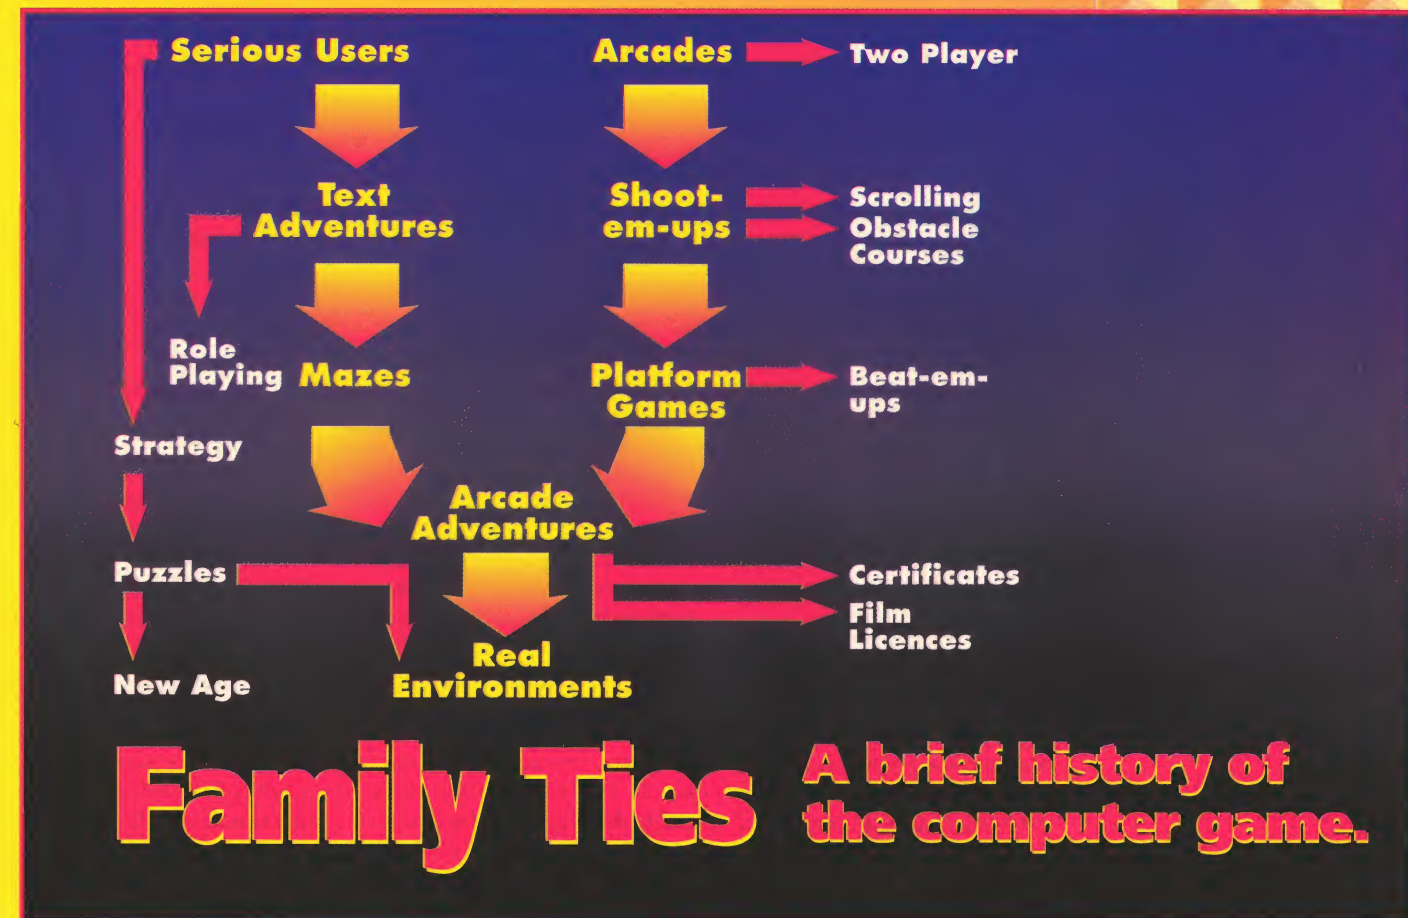 Serious Users
Arcades
Two Player
Text
Adventures
Shoot-
em-ups
Scrolling
Obstacle
Courses
Role
Playing
Mazes
Platform
Games
Beat-em-
ups
Strategy
Arcade
Adventures
Puzzles
Certificates
Film
Licences
Real
Environments
New Age
Family Ties
A brief history of
the computer game.